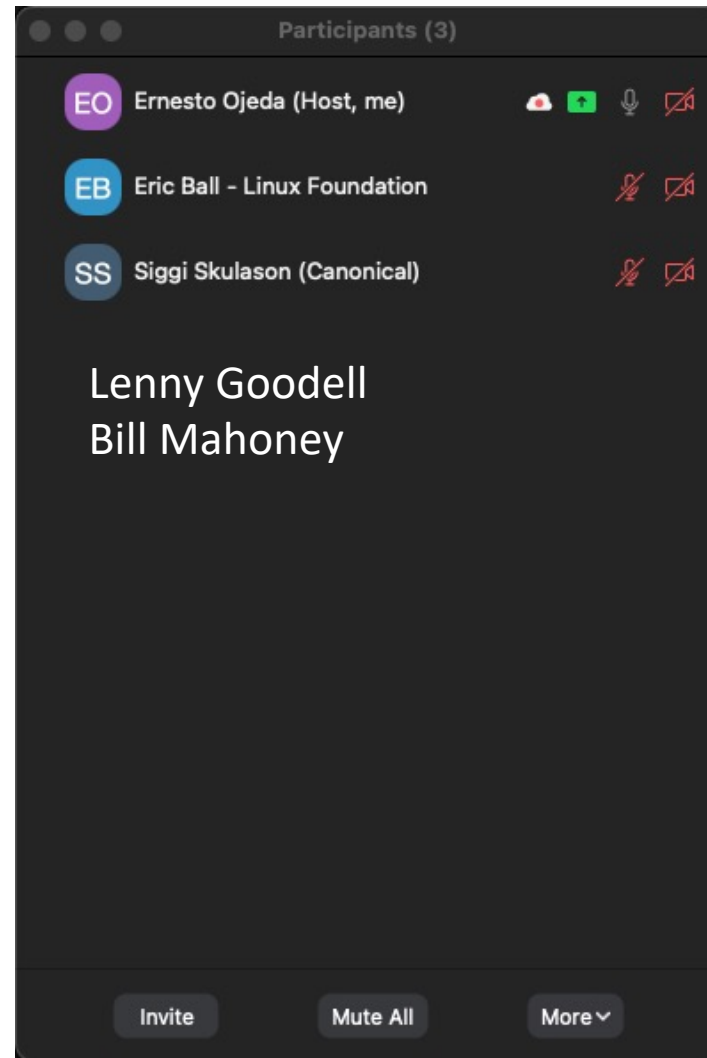 Participants (3)
EO Ernesto Ojeda (Host, me)
EB Eric Ball - Linux Foundation
SS Siggi Skulason (Canonical)
Lenny Goodell
Bill Mahoney
Invite Mute All More